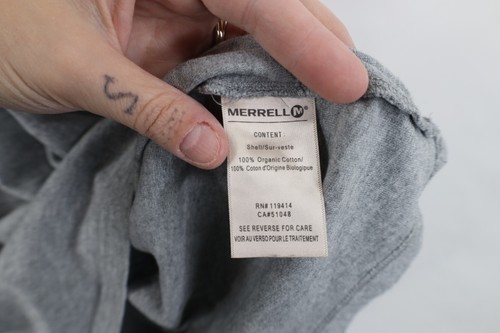 MERRELL M
CONTENT:
Shell/Sur-veste
100% Organic Cotton/
100% Coton d'Origine Biologique
RN# 119414
CA#51048
SEE REVERSE FOR CARE
VOIR AU VERSO POUR LE TRAITEMENT